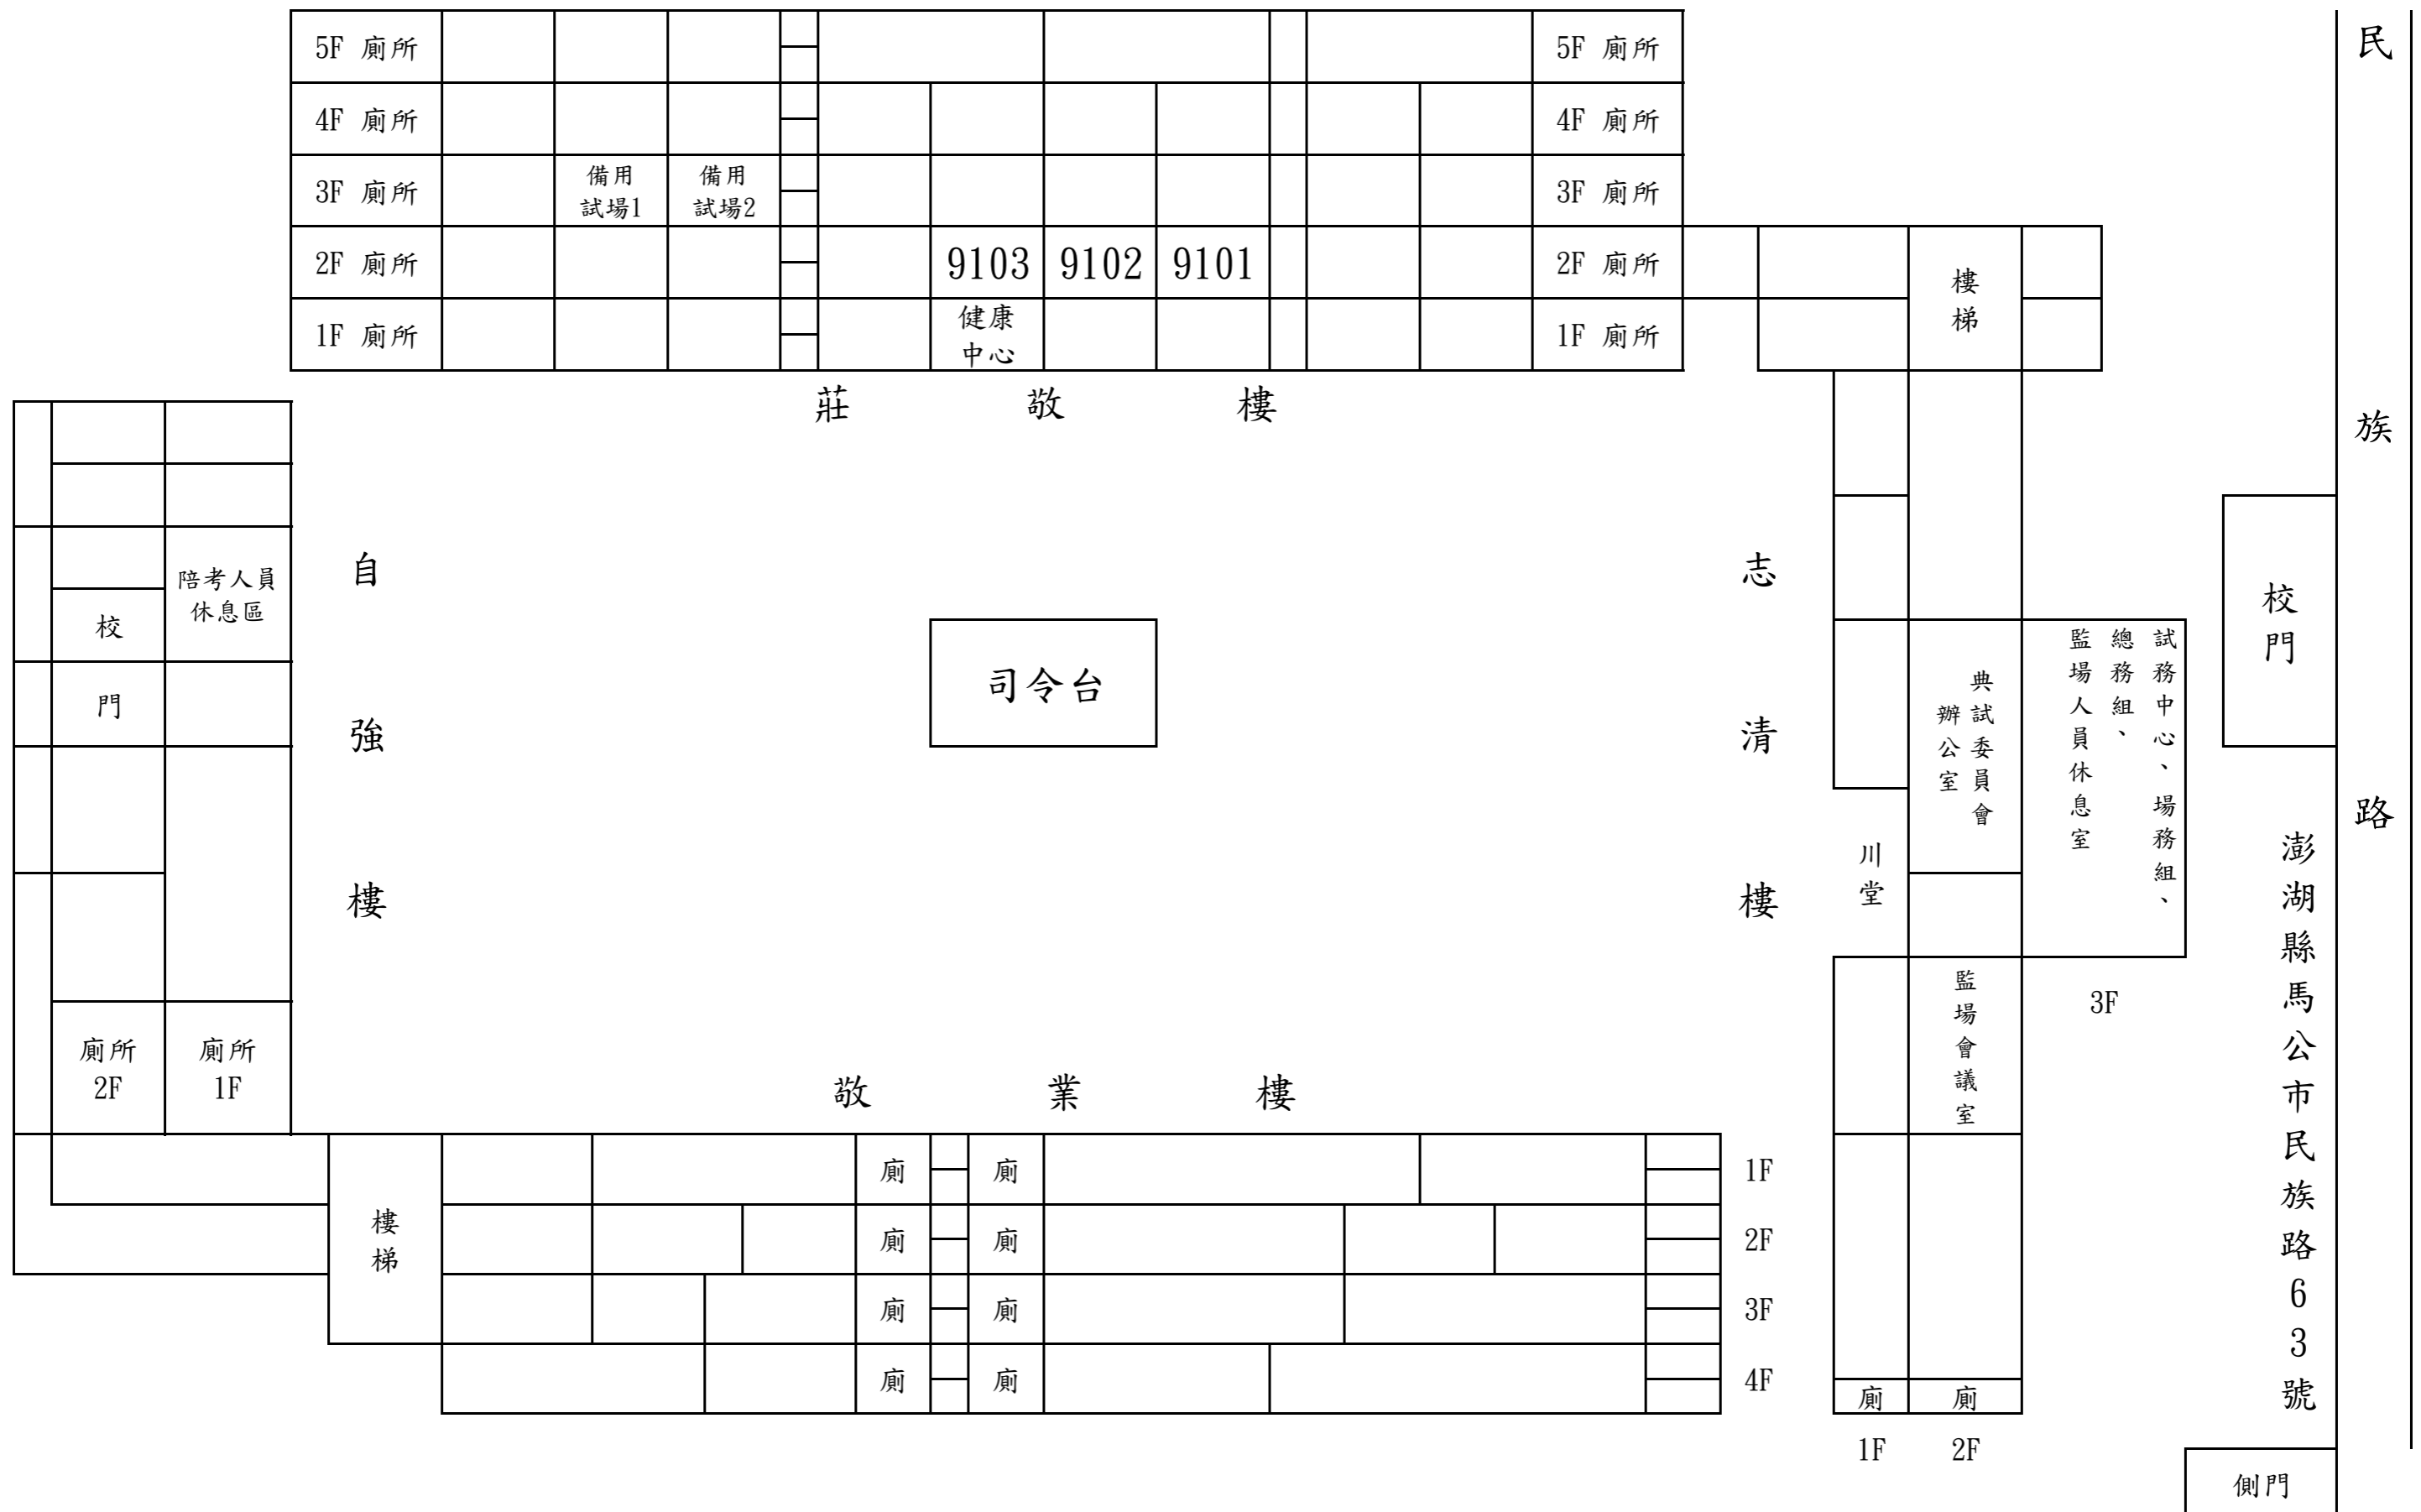 5F 廁所
5F 廁所
4F 廁所
4F 廁所
3F 廁所
備用
試場1
備用
試場2
3F 廁所
2F 廁所
9103
9102
9101
2F 廁所
1F 廁所
健康
中心
1F 廁所
樓梯
莊敬樓
陪考人員
休息區
校門
自強樓
司令台
志清樓
川堂
典試委員會
辦公室
試務中心、場務組、
總務組、
監場人員休息室
3F
監場會議室
校門
民族路
澎湖縣馬公市民族路63號
廁所
2F
廁所
1F
敬業樓
樓梯
廁
廁
1F
廁
廁
2F
廁
廁
3F
廁
廁
4F
廁
廁
1F
2F
側門